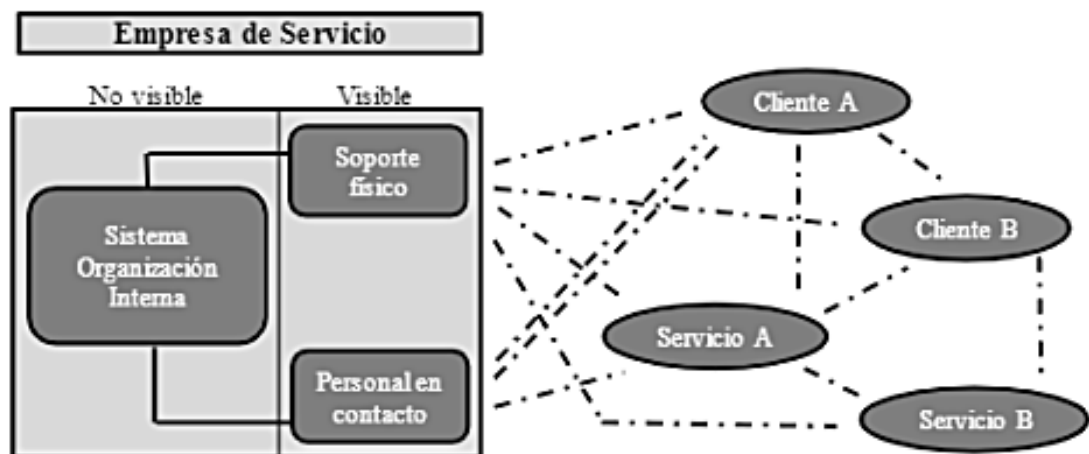 Empresa de Servicio
No visible
Visible
Soporte
físico
Sistema
Organización
Interna
Personal en
contacto
Cliente A
Cliente B
Servicio A
Servicio B